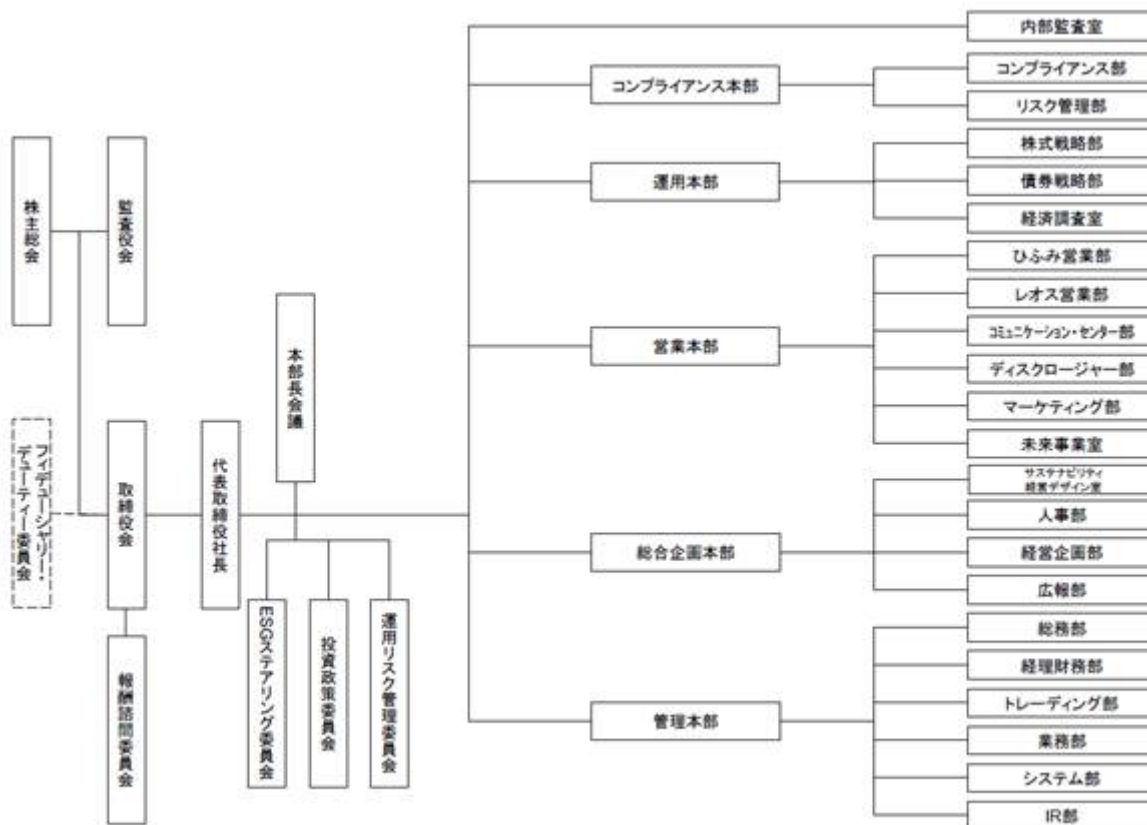 株主総会
監査役会
フィデューシャリー・
デューティー委員会
取締役会
報酬諮問委員会
代表取締役社長
本部長会議
ESGステアリング委員会
投資政策委員会
運用リスク管理委員会
内部監査室
コンプライアンス本部
コンプライアンス部
リスク管理部
運用本部
株式戦略部
債券戦略部
経済調査室
営業本部
ひふみ営業部
レオス営業部
コミュニケーション・センター部
ディスクロージャー部
マーケティング部
未来事業室
総合企画本部
サステナビリティ
経営デザイン室
人事部
経営企画部
広報部
管理本部
総務部
経理財務部
トレーディング部
業務部
システム部
IR部